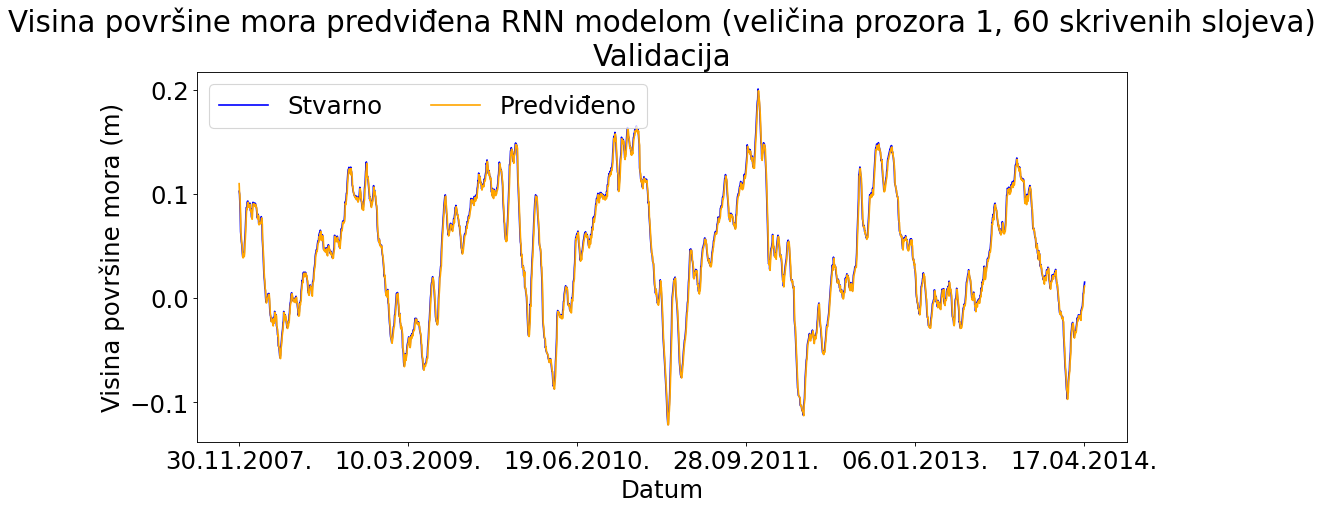 Visina površine mora predviđena RNN modelom (veličina prozora 1, 60 skrivenih slojeva)
Validacija
Stvarno
Predviđeno
Visina površine mora (m)
0.2
0.1
0.0
−0.1
30.11.2007.
10.03.2009.
19.06.2010.
28.09.2011.
06.01.2013.
17.04.2014.
Datum